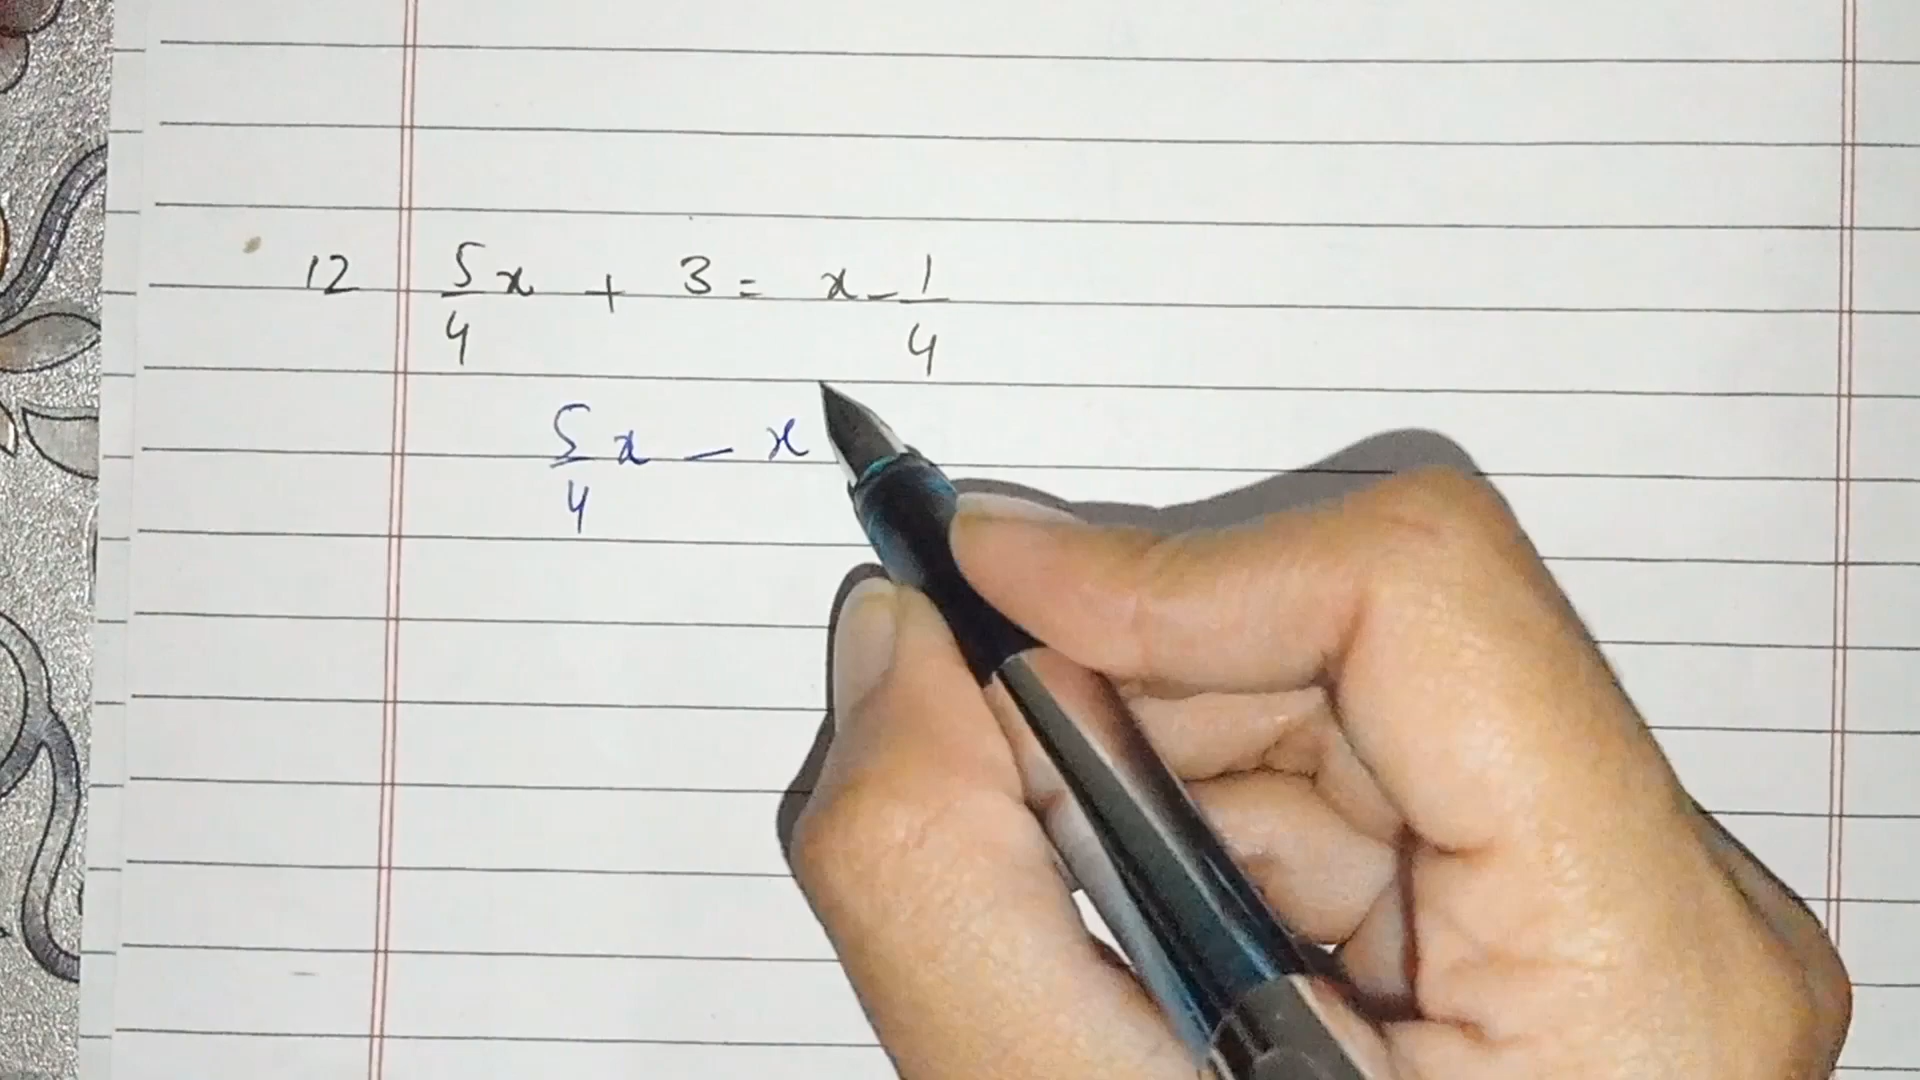 12 5/4 x + 3 = x - 1/4
5/4 x - x